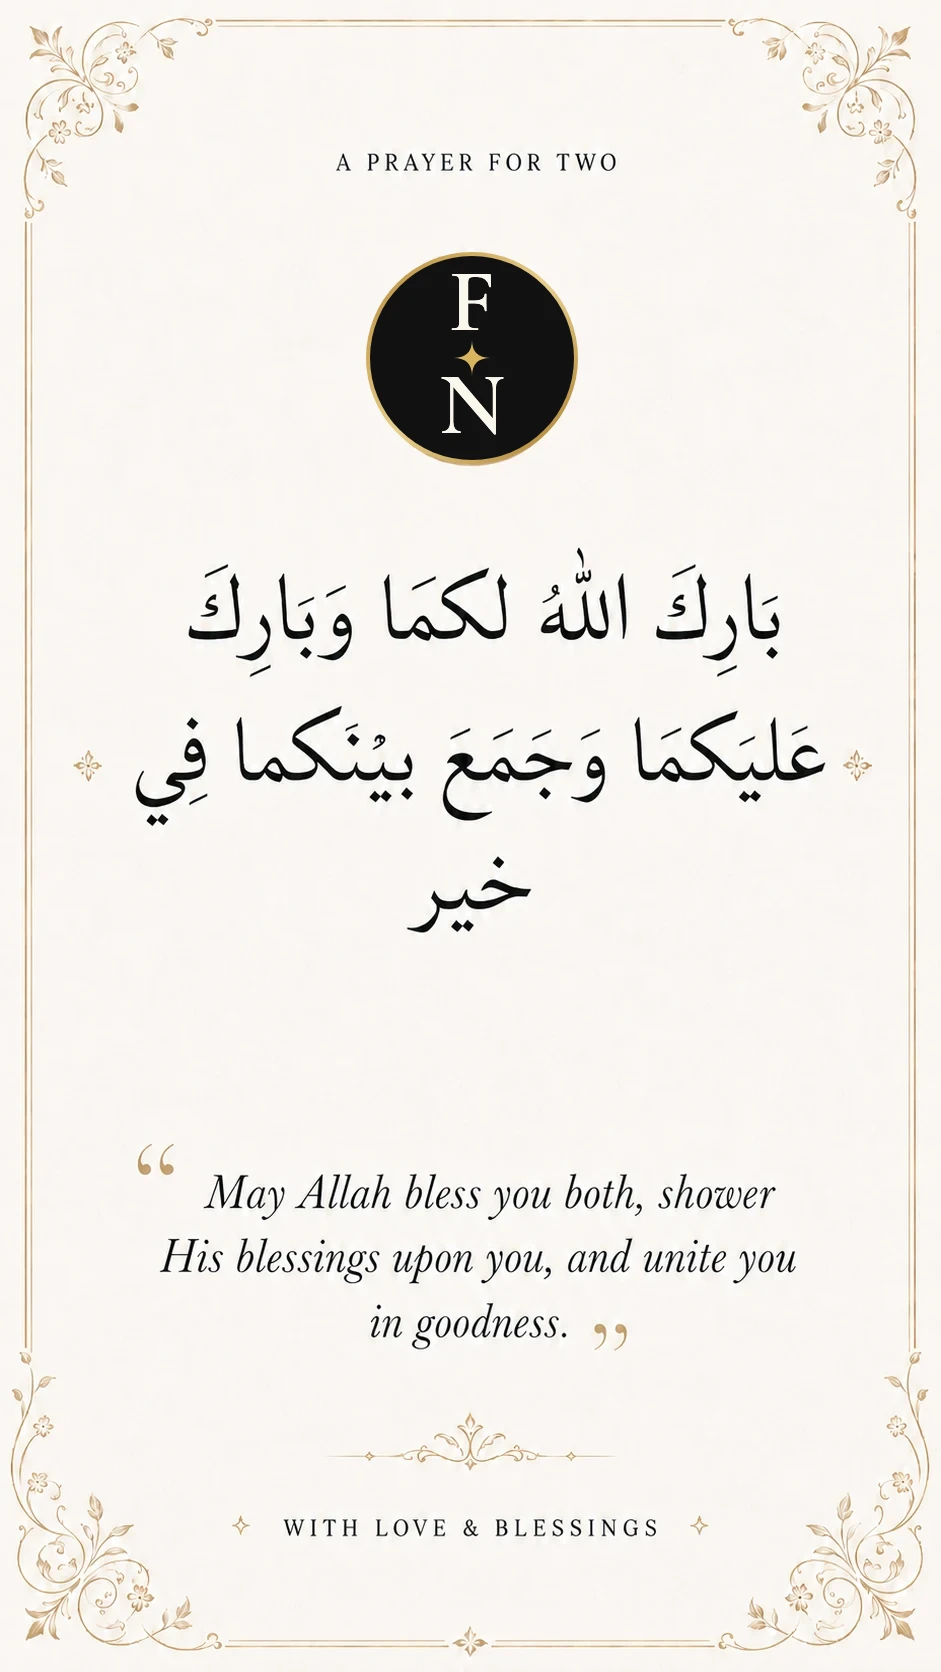 A PRAYER FOR TWO
F
N
بَارِكَ اللهُ لكمَا وَبَارِكَ
عَليَكمَا وَجَمَعَ بيْنَكما فِي
خير
“ May Allah bless you both, shower
His blessings upon you, and unite you
in goodness. ”
WITH LOVE & BLESSINGS